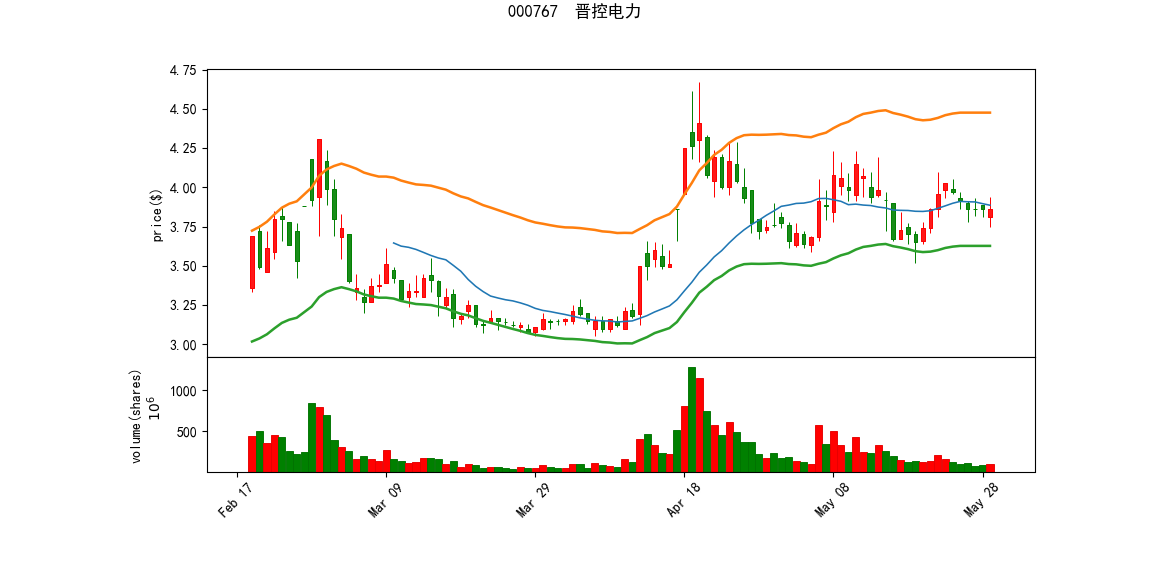 000767 晋控电力
price($)
4.75
4.50
4.25
4.00
3.75
3.50
3.25
3.00
volume(shares)
10^6
1000
500
Feb 17
Mar 09
Mar 29
Apr 18
May 08
May 28